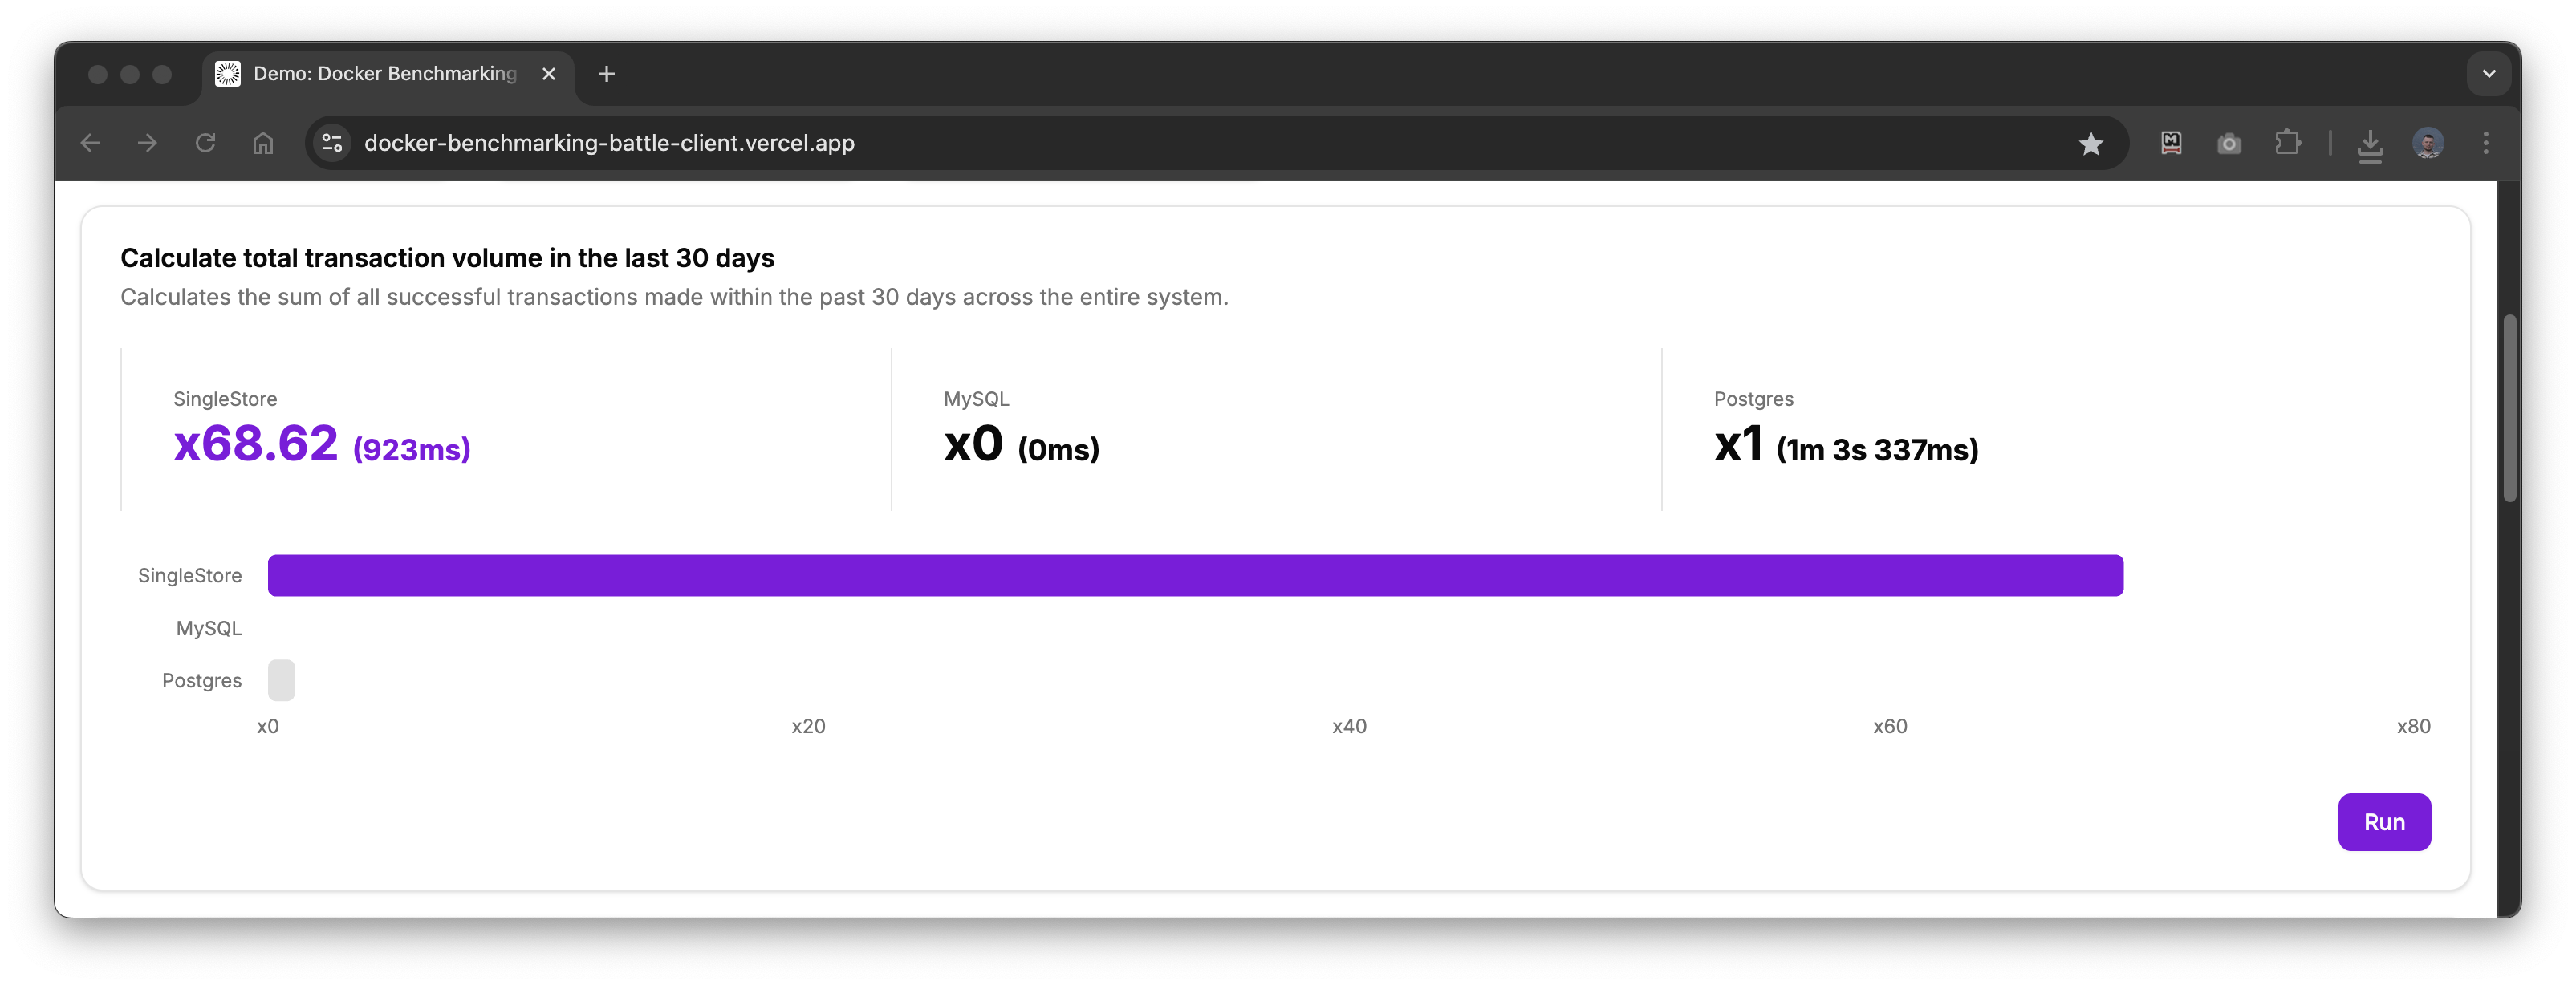 Demo: Docker Benchmarking
docker-benchmarking-battle-client.vercel.app
Calculate total transaction volume in the last 30 days
Calculates the sum of all successful transactions made within the past 30 days across the entire system.
SingleStore
x68.62 (923ms)
MySQL
x0 (0ms)
Postgres
x1 (1m 3s 337ms)
SingleStore
MySQL
Postgres
x0 x20 x40 x60 x80
Run